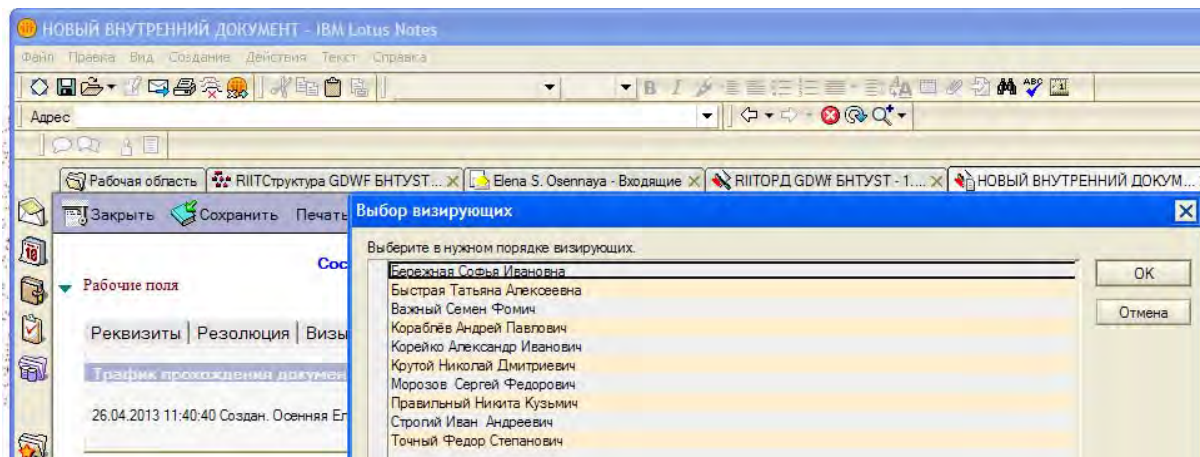 НОВЫЙ ВНУТРЕННИЙ ДОКУМЕНТ - IBM Lotus Notes
Файл Правка Вид Создание Действия Текст Справка
B I
Адрес
Рабочая область RIITСтруктура GDWF БНТУST... Elena S. Osennaya - Входящие RIITОРД GDWf БНТУST - 1.... НОВЫЙ ВНУТРЕННИЙ ДОКУМ...
Закрыть Сохранить Печать
Выбор визирующих
Выберите в нужном порядке визирующих.
Сос
Рабочие поля
Реквизиты Резолюция Визы
Трафик прохождения докумен
26.04.2013 11:40:40 Создан. Осенняя Ел
Бережная Софья Ивановна
Быстрая Татьяна Алексеевна
Важный Семен Фомич
Кораблёв Андрей Павлович
Корейко Александр Иванович
Крутой Николай Дмитриевич
Морозов Сергей Федорович
Правильный Никита Кузьмич
Строгий Иван Андреевич
Точный Федор Степанович
OK
Отмена